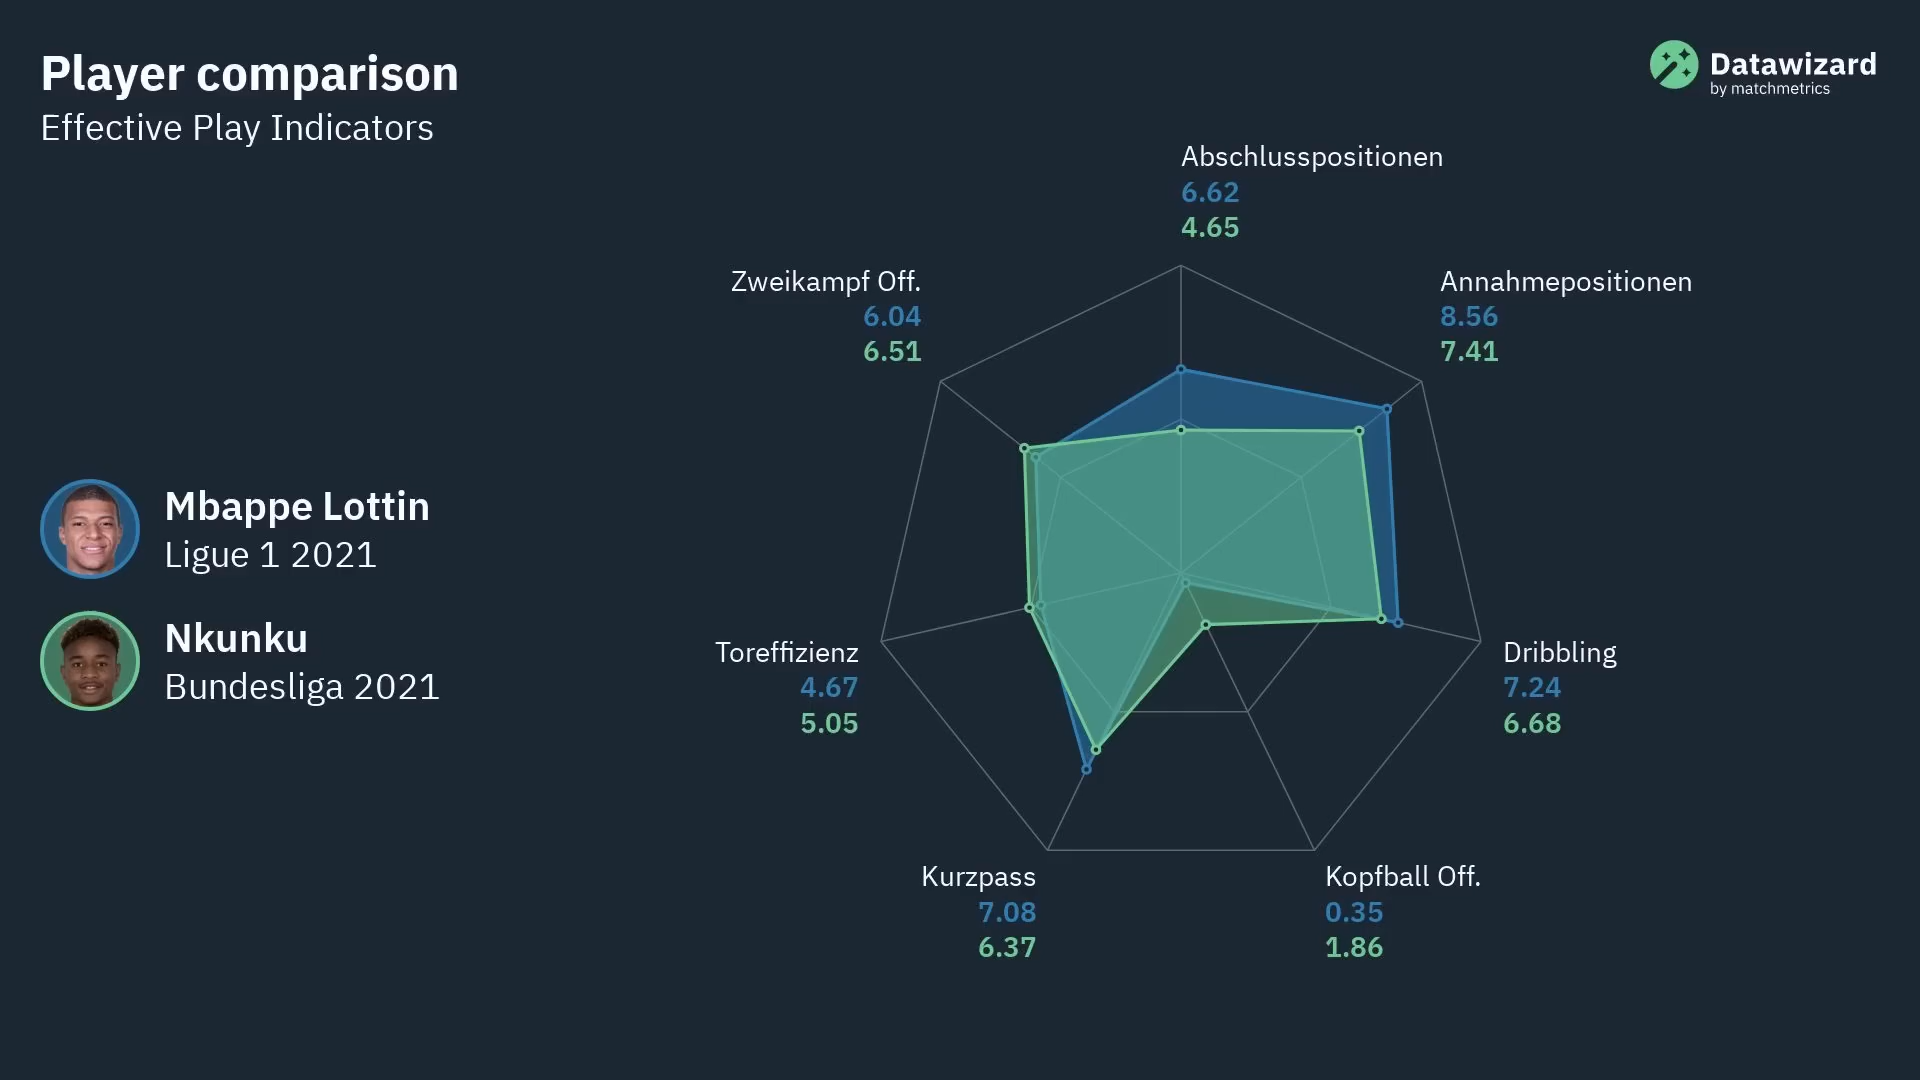 Player comparison
Effective Play Indicators
Datawizard
by matchmetrics
Abschlusspositionen
6.62
4.65
Zweikampf Off.
6.04
6.51
Annahmepositionen
8.56
7.41
Mbappe Lottin
Ligue 1 2021
Nkunku
Bundesliga 2021
Toreffizienz
4.67
5.05
Dribbling
7.24
6.68
Kurzpass
7.08
6.37
Kopfball Off.
0.35
1.86